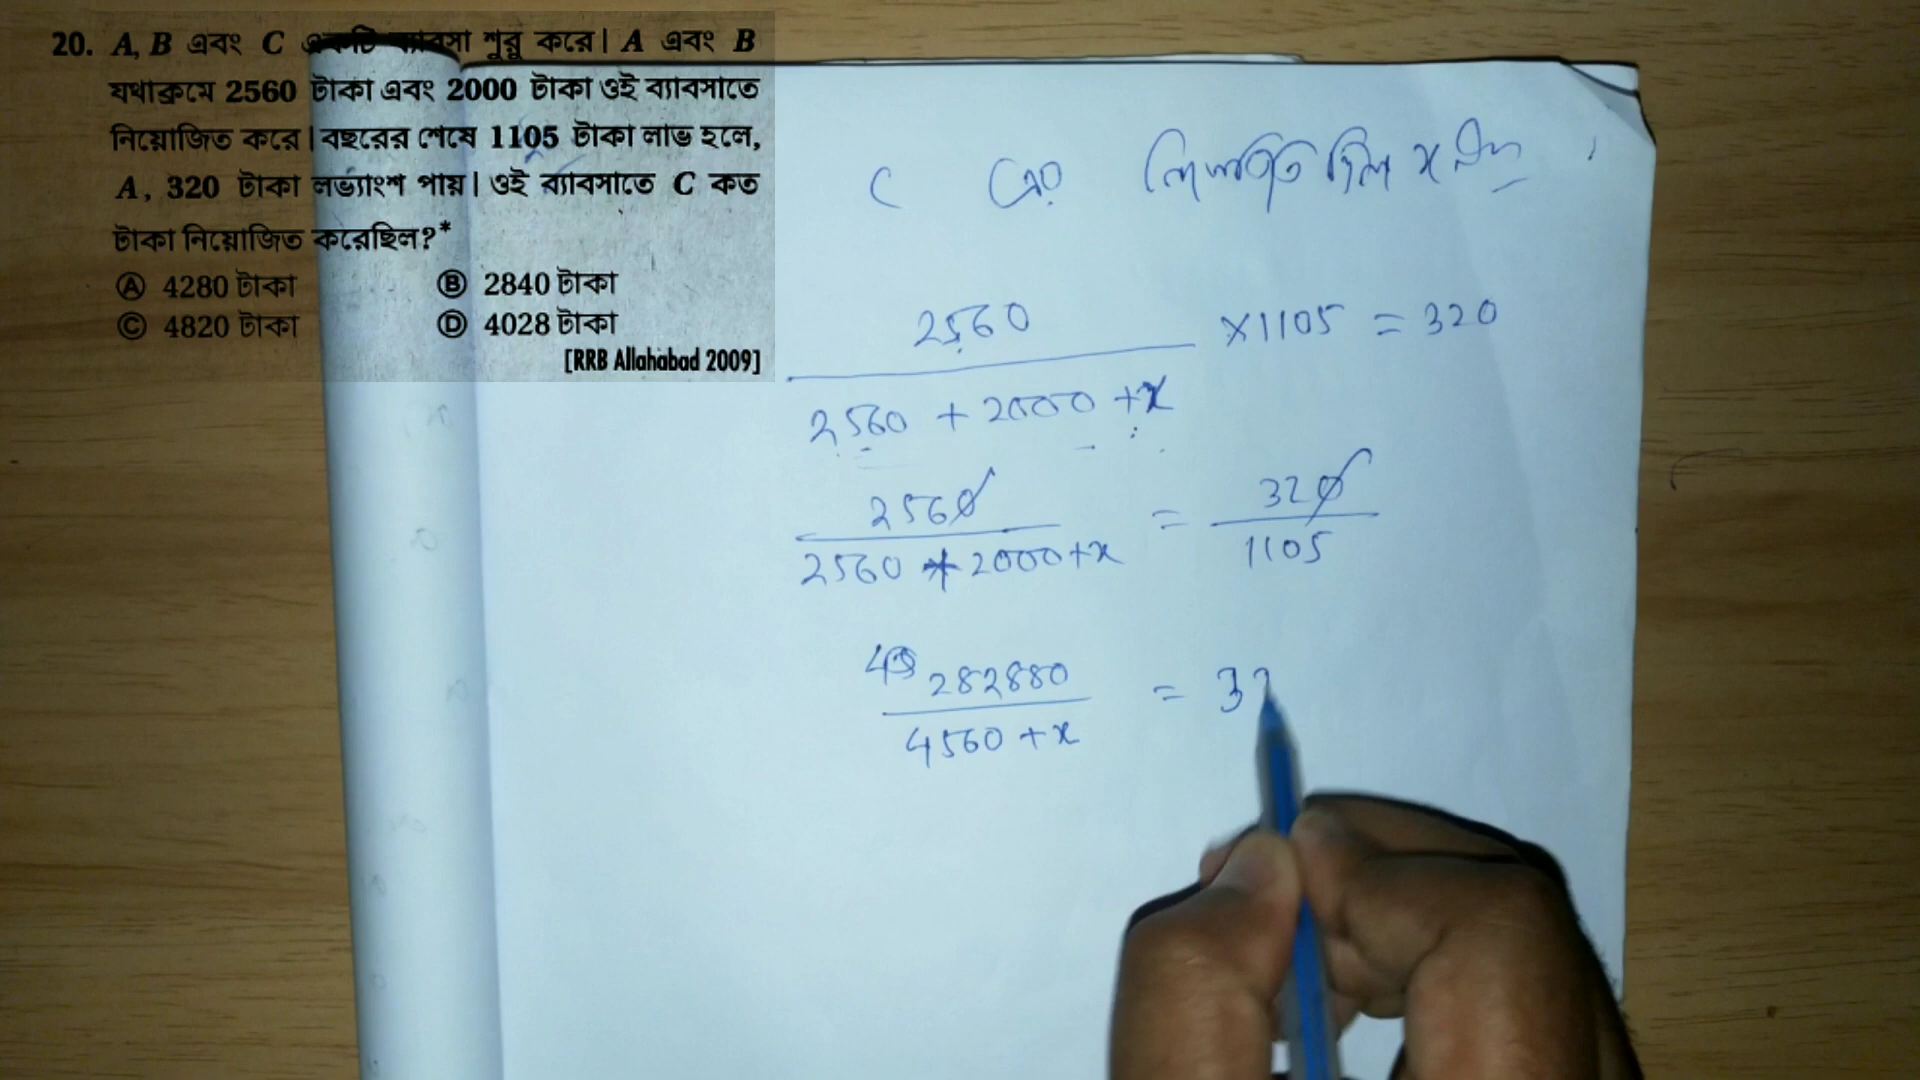 20. A, B এবং C একটি ব্যাবসা শুরু করে। A এবং B
যথাক্রমে 2560 টাকা এবং 2000 টাকা ওই ব্যাবসাতে
নিয়োজিত করে। বছরের শেষে 1105 টাকা লাভ হলে,
A, 320 টাকা লভ্যাংশ পায়। ওই ব্যাবসাতে C কত
টাকা নিয়োজিত করেছিল?*
Ⓐ 4280 টাকা Ⓑ 2840 টাকা
Ⓒ 4820 টাকা Ⓓ 4028 টাকা
[RRB Allahabad 2009]
C এর ছিল x
2560
× 1105 = 320
2560 + 2000 + x
2560 = 320
2560 + 2000 + x 1105
282880 = 32
4560 + x